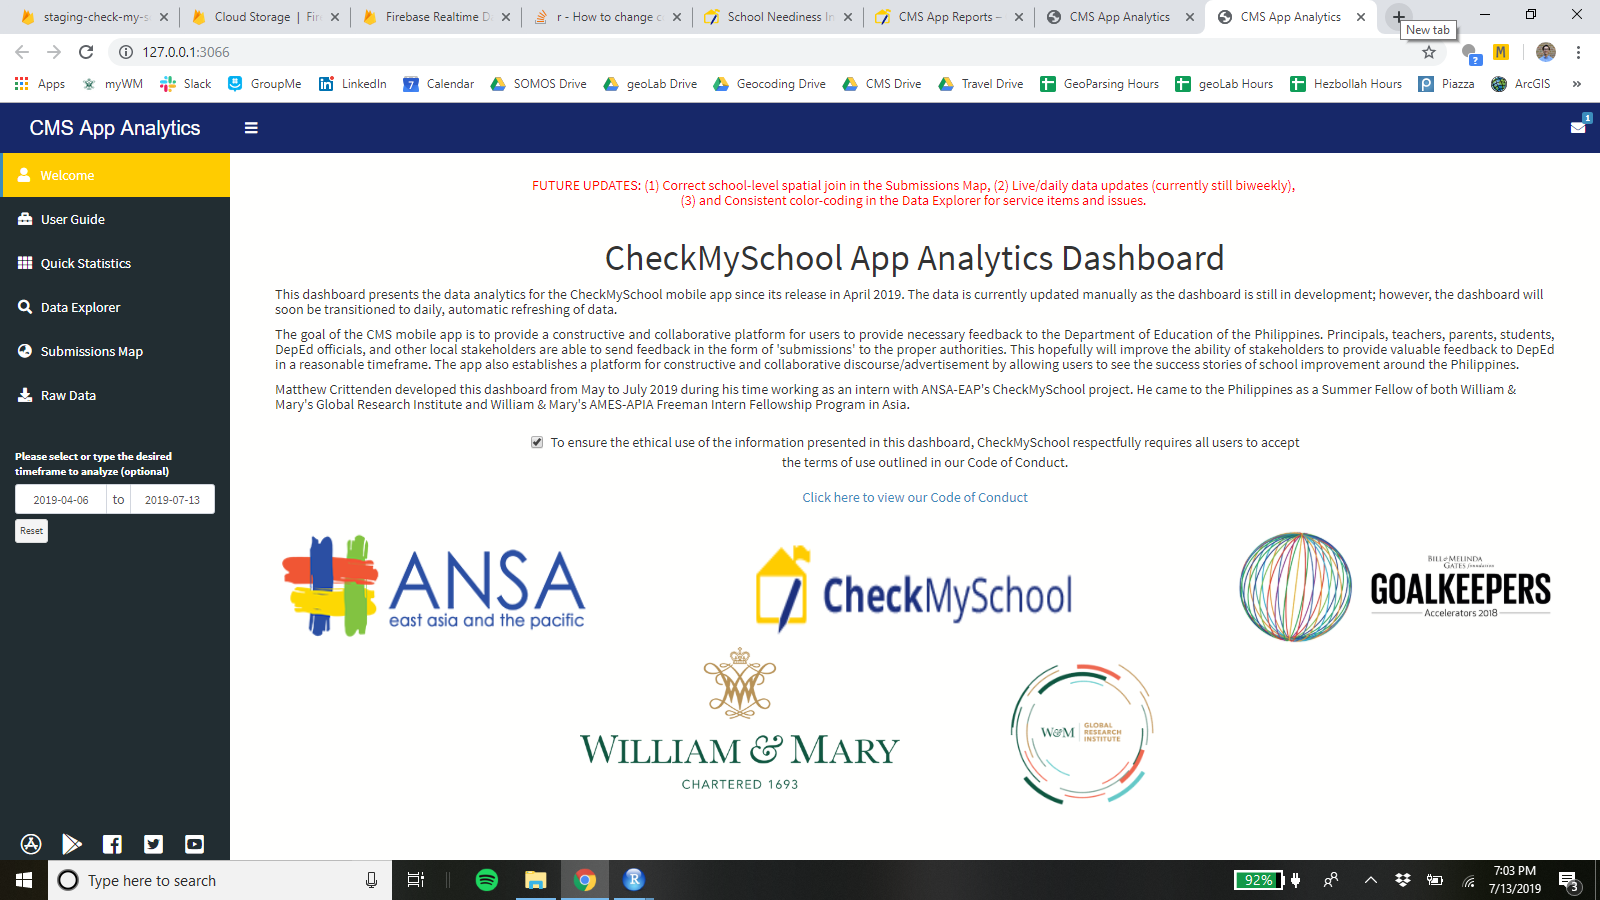 staging-check-my-s
Cloud Storage | Fir
Firebase Realtime D
r - How to change c
School Neediness In
CMS App Reports –
CMS App Analytics
CMS App Analytics
New tab
127.0.0.1:3066
M
?
Apps
myWM
Slack
GroupMe
LinkedIn
7
Calendar
SOMOS Drive
geoLab Drive
Geocoding Drive
CMS Drive
Travel Drive
GeoParsing Hours
geoLab Hours
Hezbollah Hours
Piazza
ArcGIS
»
CMS App Analytics
1
Welcome
User Guide
Quick Statistics
Data Explorer
Submissions Map
Raw Data
Please select or type the desired
timeframe to analyze (optional)
2019-04-06 to 2019-07-13
Reset
FUTURE UPDATES: (1) Correct school-level spatial join in the Submissions Map, (2) Live/daily data updates (currently still biweekly),
(3) and Consistent color-coding in the Data Explorer for service items and issues.
CheckMySchool App Analytics Dashboard
This dashboard presents the data analytics for the CheckMySchool mobile app since its release in April 2019. The data is currently updated manually as the dashboard is still in development; however, the dashboard will
soon be transitioned to daily, automatic refreshing of data.
The goal of the CMS mobile app is to provide a constructive and collaborative platform for users to provide necessary feedback to the Department of Education of the Philippines. Principals, teachers, parents, students,
DepEd officials, and other local stakeholders are able to send feedback in the form of 'submissions' to the proper authorities. This hopefully will improve the ability of stakeholders to provide valuable feedback to DepEd
in a reasonable timeframe. The app also establishes a platform for constructive and collaborative discourse/advertisement by allowing users to see the success stories of school improvement around the Philippines.
Matthew Crittenden developed this dashboard from May to July 2019 during his time working as an intern with ANSA-EAP's CheckMySchool project. He came to the Philippines as a Summer Fellow of both William &
Mary's Global Research Institute and William & Mary's AMES-APIA Freeman Intern Fellowship Program in Asia.
To ensure the ethical use of the information presented in this dashboard, CheckMySchool respectfully requires all users to accept
the terms of use outlined in our Code of Conduct.
Click here to view our Code of Conduct
ANSA
east asia and the pacific
CheckMySchool
BILL & MELINDA
GATES foundation
GOALKEEPERS
Accelerators 2018
WILLIAM & MARY
CHARTERED 1693
W&M
GLOBAL
RESEARCH
INSTITUTE
Type here to search
R
92%
7:03 PM
7/13/2019
3